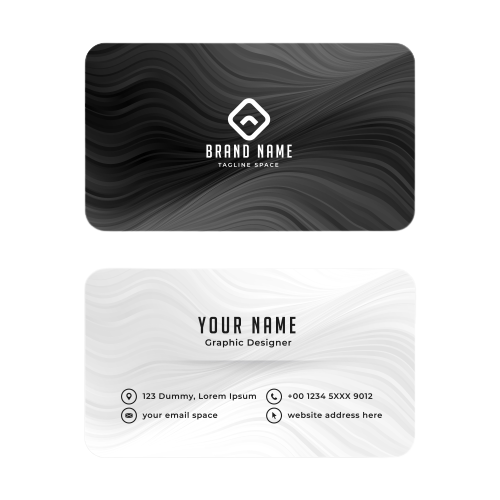 BRAND NAME
TAGLINE SPACE
YOUR NAME
Graphic Designer
123 Dummy, Lorem Ipsum
+00 1234 5XXX 9012
your email space
website address here